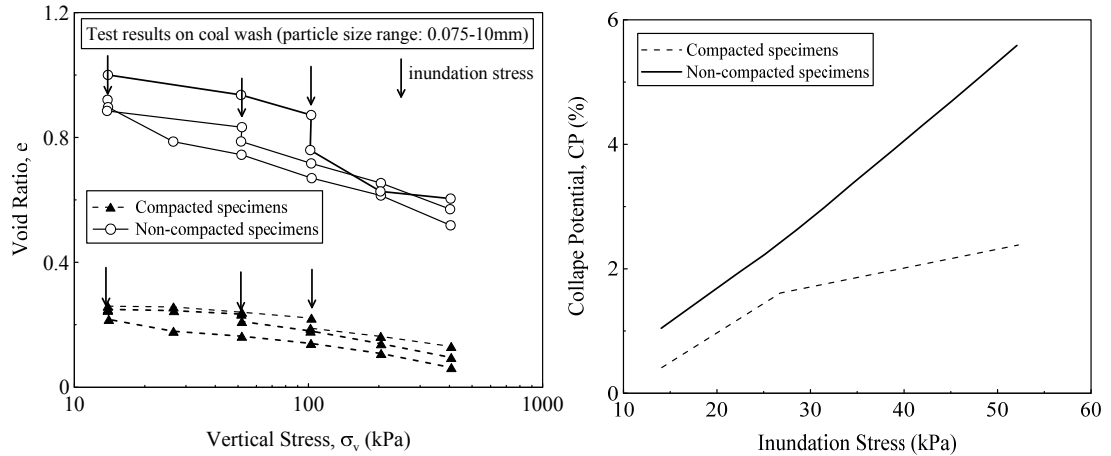 1.2
Test results on coal wash (particle size range: 0.075-10mm)
inundation stress
0.8
Void Ratio, e
Compacted specimens
Non-compacted specimens
0.4
0
10
100
1000
Vertical Stress, σv (kPa)
6
Compacted specimens
Non-compacted specimens
4
Collape Potential, CP (%)
2
0
10
20
30
40
50
60
Inundation Stress (kPa)